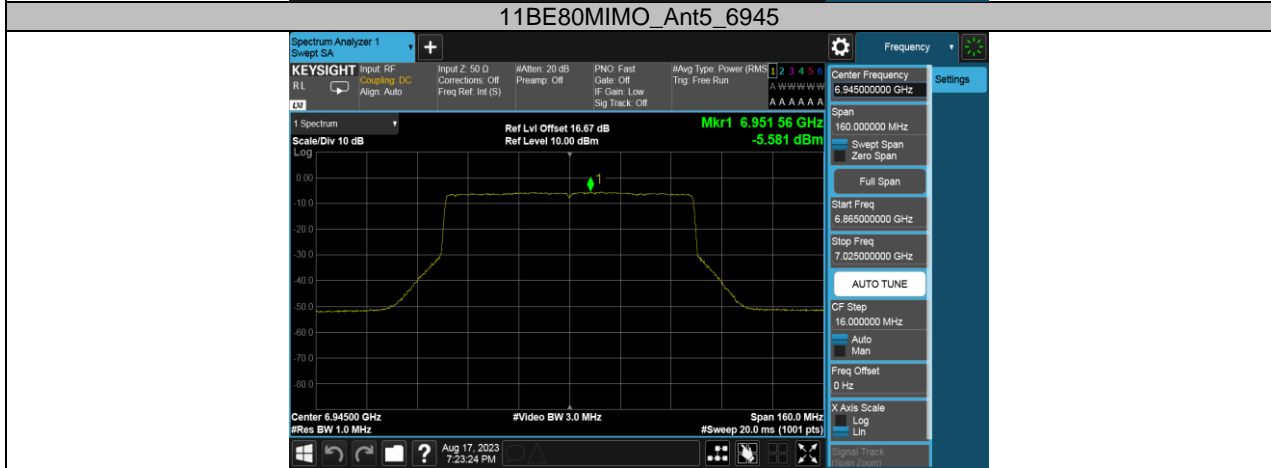 11BE80MIMO_Ant5_6945
Spectrum Analyzer 1
Swept SA
+
Frequency
KEYSIGHT
RL
LXI
Input: RF
Coupling: DC
Align: Auto
Input Z: 50 Ω
Corrections: Off
Freq Ref: Int (S)
#Atten: 20 dB
Preamp: Off
PNO: Fast
Gate: Off
IF Gain: Low
Sig Track: Off
#Avg Type: Power (RMS
Trig: Free Run
1 2 3 4 5 6
A W W W W W
A A A A A A
Center Frequency
6.945000000 GHz
Settings
1 Spectrum
Scale/Div 10 dB
Log
Ref Lvl Offset 16.67 dB
Ref Level 10.00 dBm
Mkr1 6.951 56 GHz
-5.581 dBm
Span
160.000000 MHz
Swept Span
Zero Span
Full Span
Start Freq
6.865000000 GHz
Stop Freq
7.025000000 GHz
AUTO TUNE
CF Step
16.000000 MHz
Auto
Man
Freq Offset
0 Hz
X Axis Scale
Log
Lin
Signal Track
(Span Zoom)
1
0.00
-10.0
-20.0
-30.0
-40.0
-50.0
-60.0
-70.0
-80.0
Center 6.94500 GHz
#Res BW 1.0 MHz
#Video BW 3.0 MHz
Span 160.0 MHz
#Sweep 20.0 ms (1001 pts)
?
Aug 17, 2023
7:23:24 PM